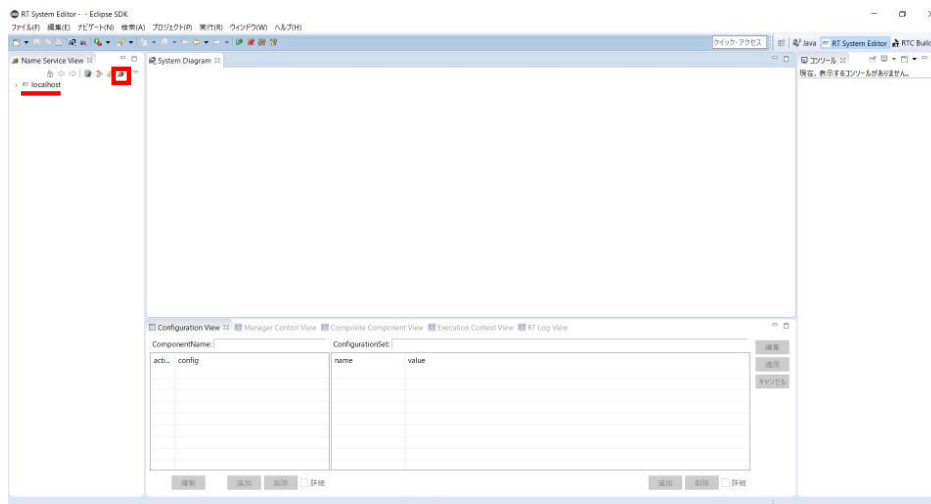 RT System Editor - - Eclipse SDK
ファイル(F) 編集(E) ナビゲート(N) 検索(A) プロジェクト(P) 実行(R) ウィンドウ(W) ヘルプ(H)
クイック・アクセス Java RT System Editor RTC Build
Name Service View System Diagram コンソール
現在、表示するコンソールがありません。
RT localhost
Configuration View Manager Control View Composite Component View Execution Context View RT Log View
ComponentName: ConfigurationSet: 編集
acti... config name value 適用
キャンセル
複製 追加 削除 詳細 追加 削除 詳細